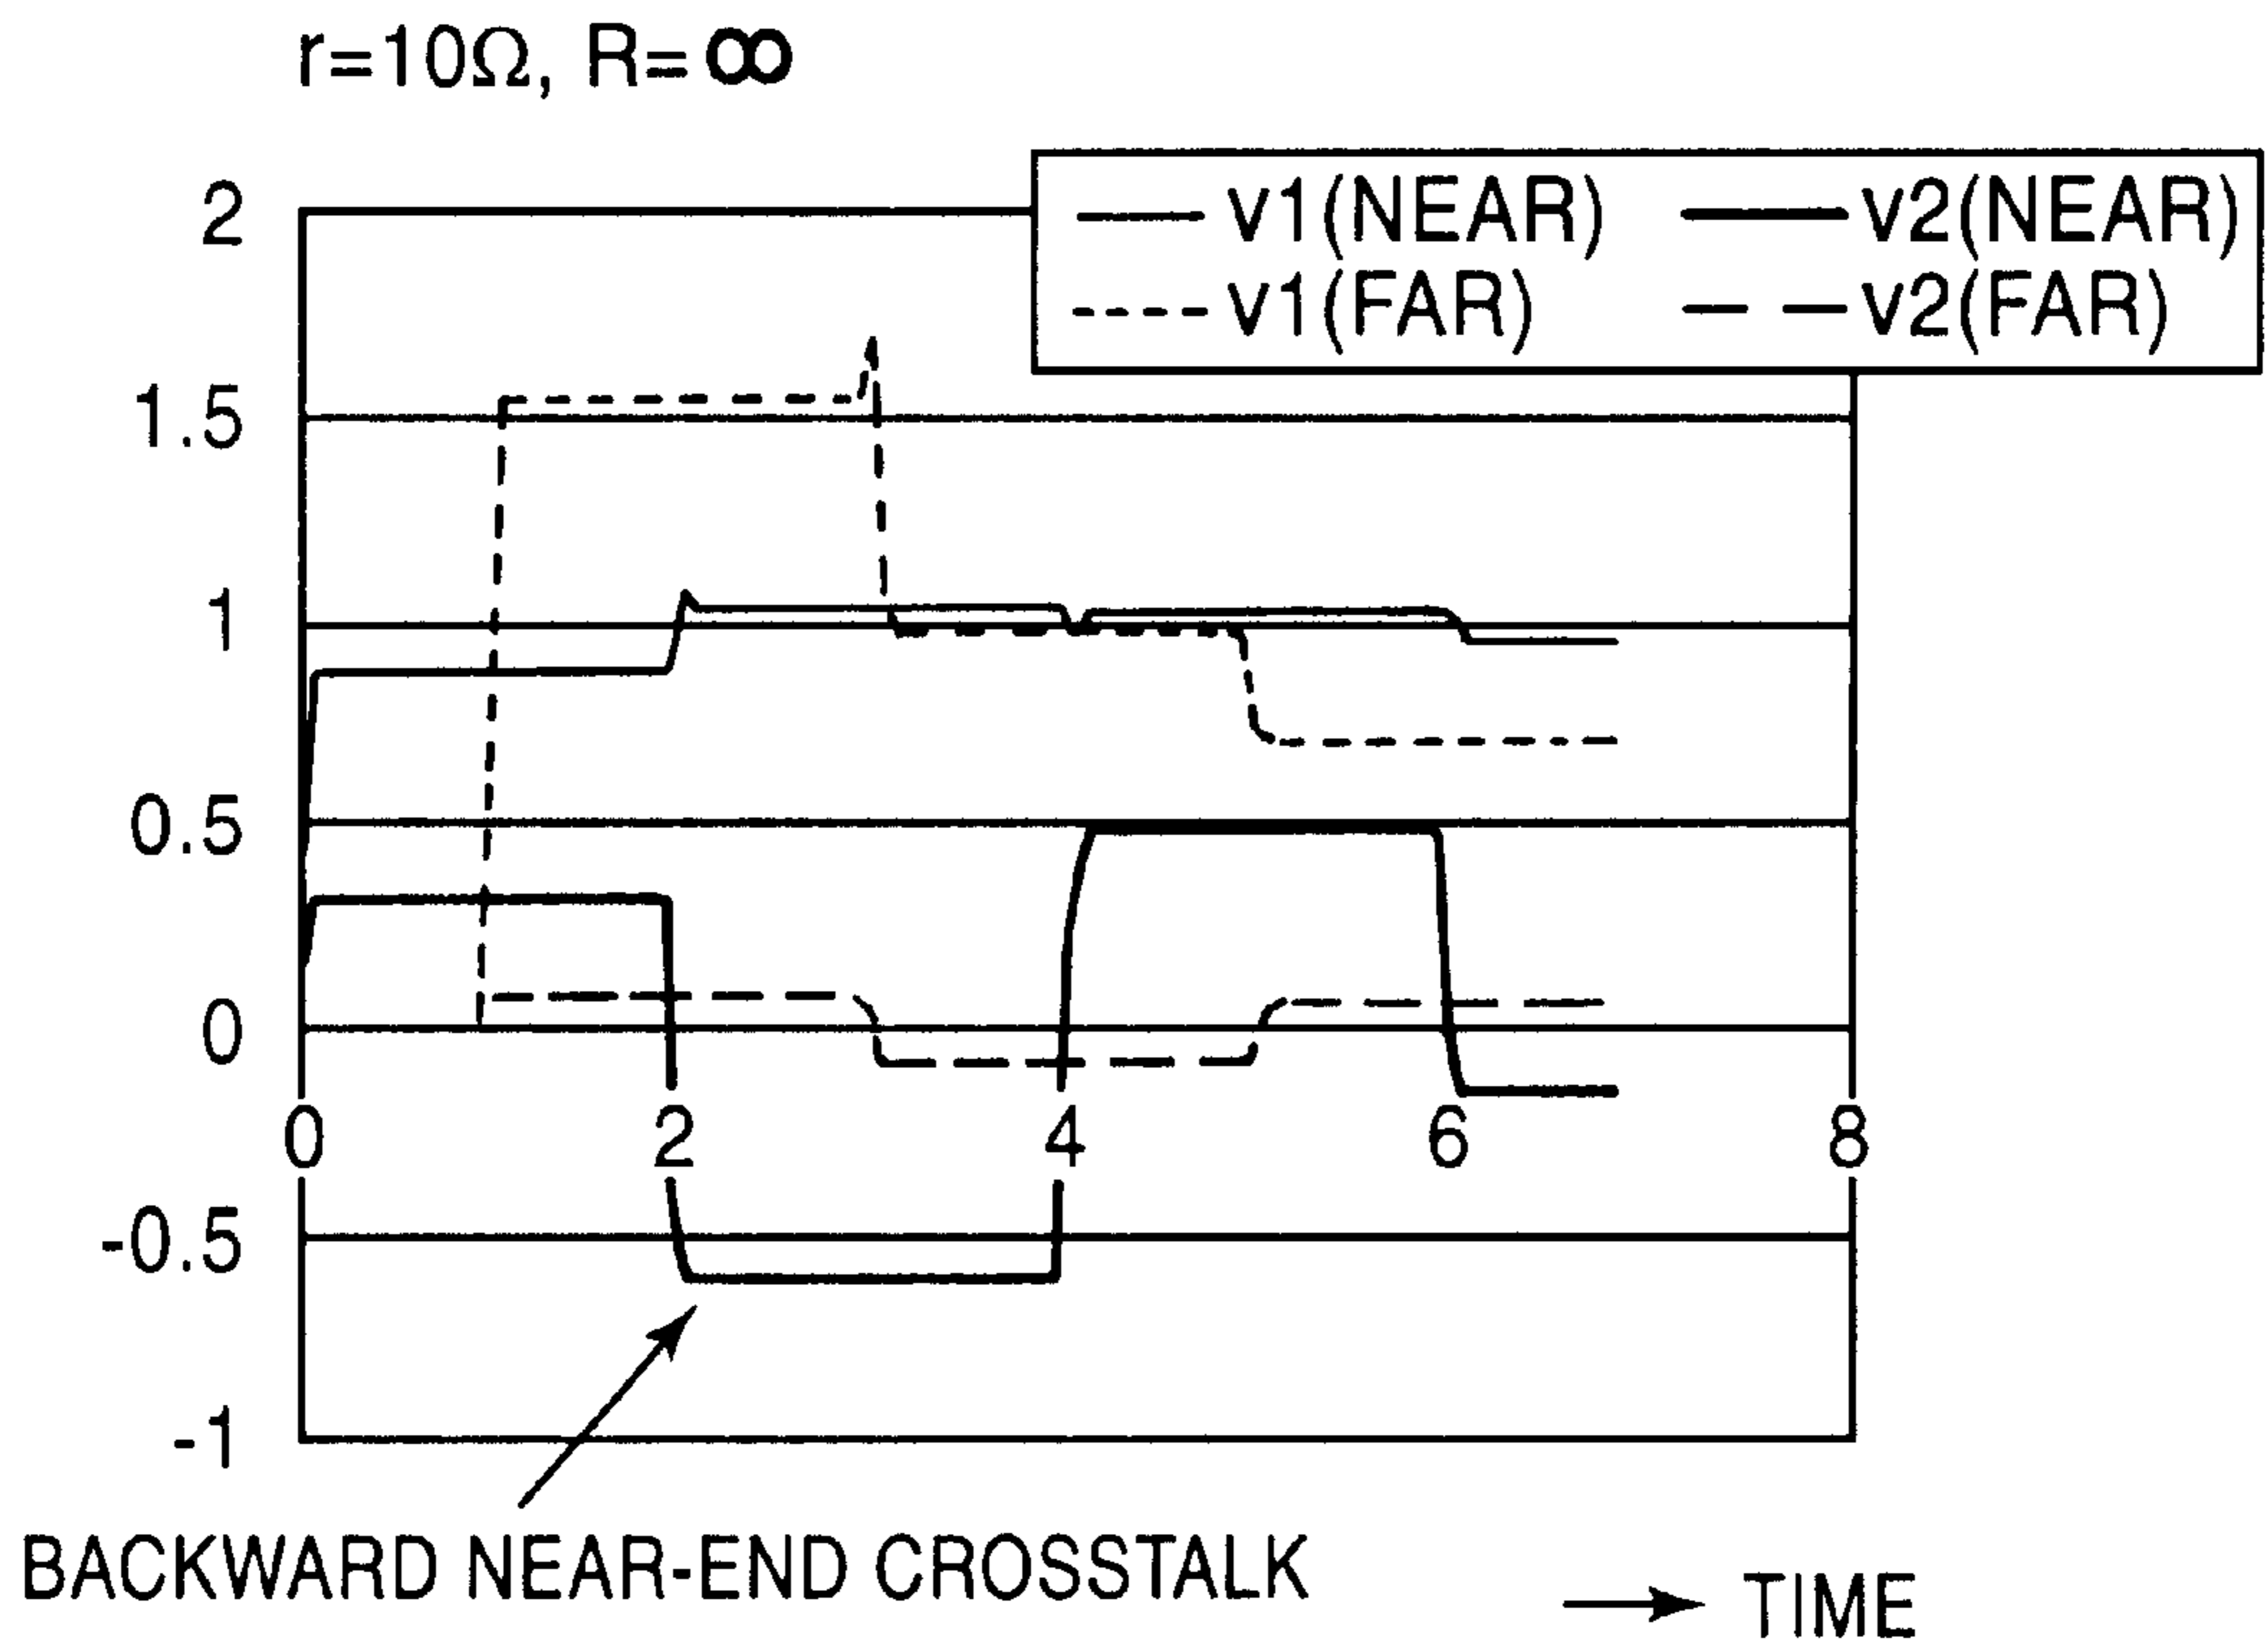 r=10Ω, R=∞
v1(NEAR) v2(NEAR)
v1(FAR) v2(FAR)
2
1.5
1
0.5
0
0 2 4 6 8
-0.5
-1
BACKWARD NEAR-END CROSSTALK
TIME